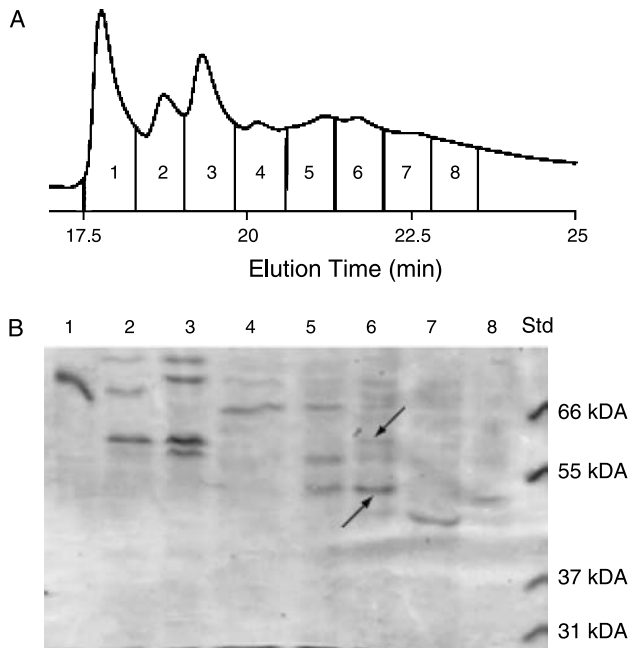 A
1 2 3 4 5 6 7 8
17.5 20 22.5 25
Elution Time (min)
B 1 2 3 4 5 6 7 8 Std
66 kDA
55 kDA
37 kDA
31 kDA